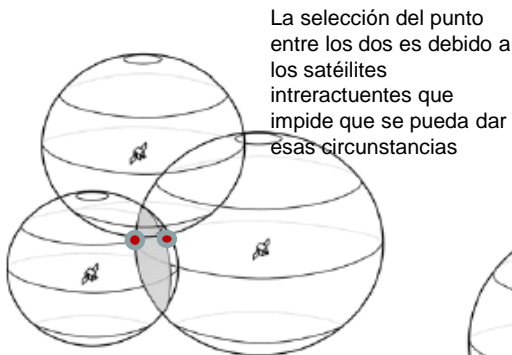 La selección del punto
entre los dos es debido a
los satéilites
intreractuentes que
impide que se pueda dar
esas circunstancias